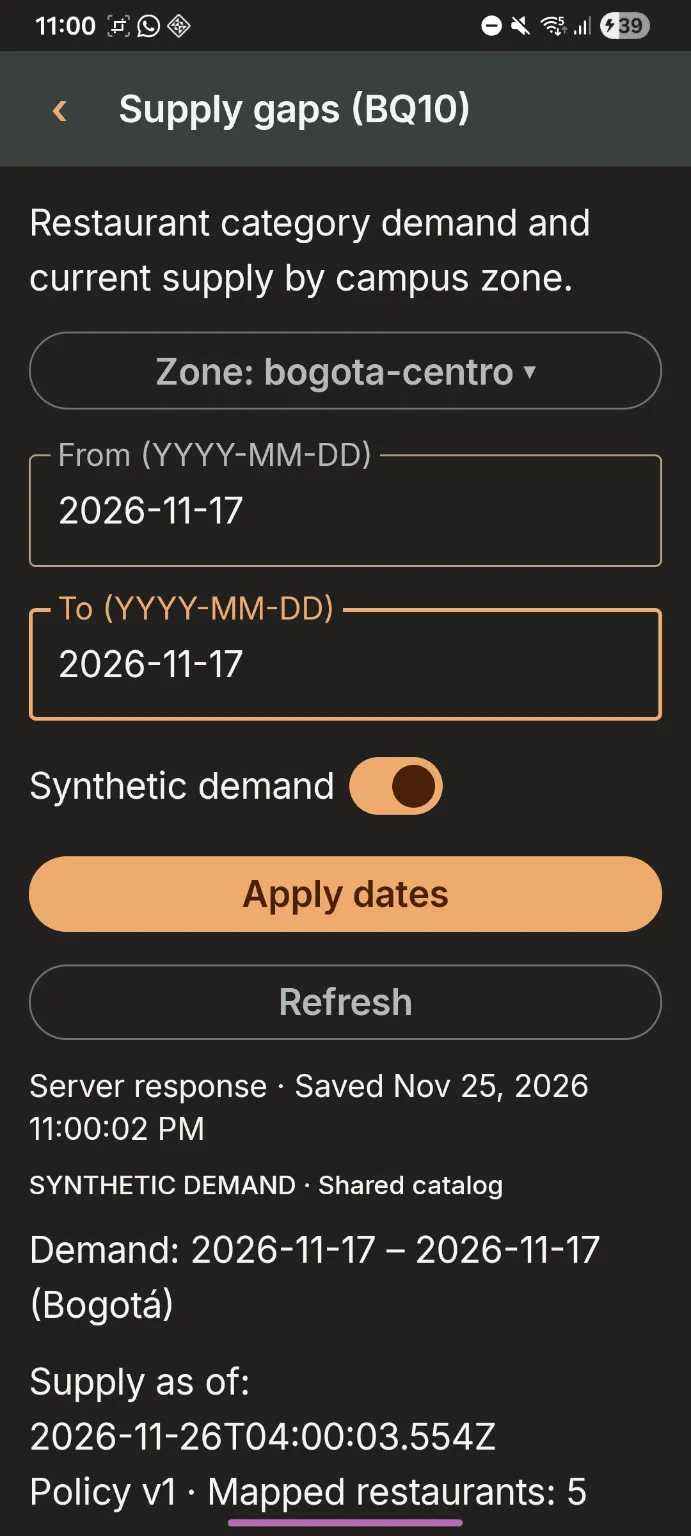 11:00
39
Supply gaps (BQ10)
Restaurant category demand and
current supply by campus zone.
Zone: bogota-centro ▾
From (YYYY-MM-DD)
2026-11-17
To (YYYY-MM-DD)
2026-11-17
Synthetic demand
Apply dates
Refresh
Server response · Saved Nov 25, 2026
11:00:02 PM
SYNTHETIC DEMAND · Shared catalog
Demand: 2026-11-17 – 2026-11-17
(Bogotá)
Supply as of:
2026-11-26T04:00:03.554Z
Policy v1 · Mapped restaurants: 5